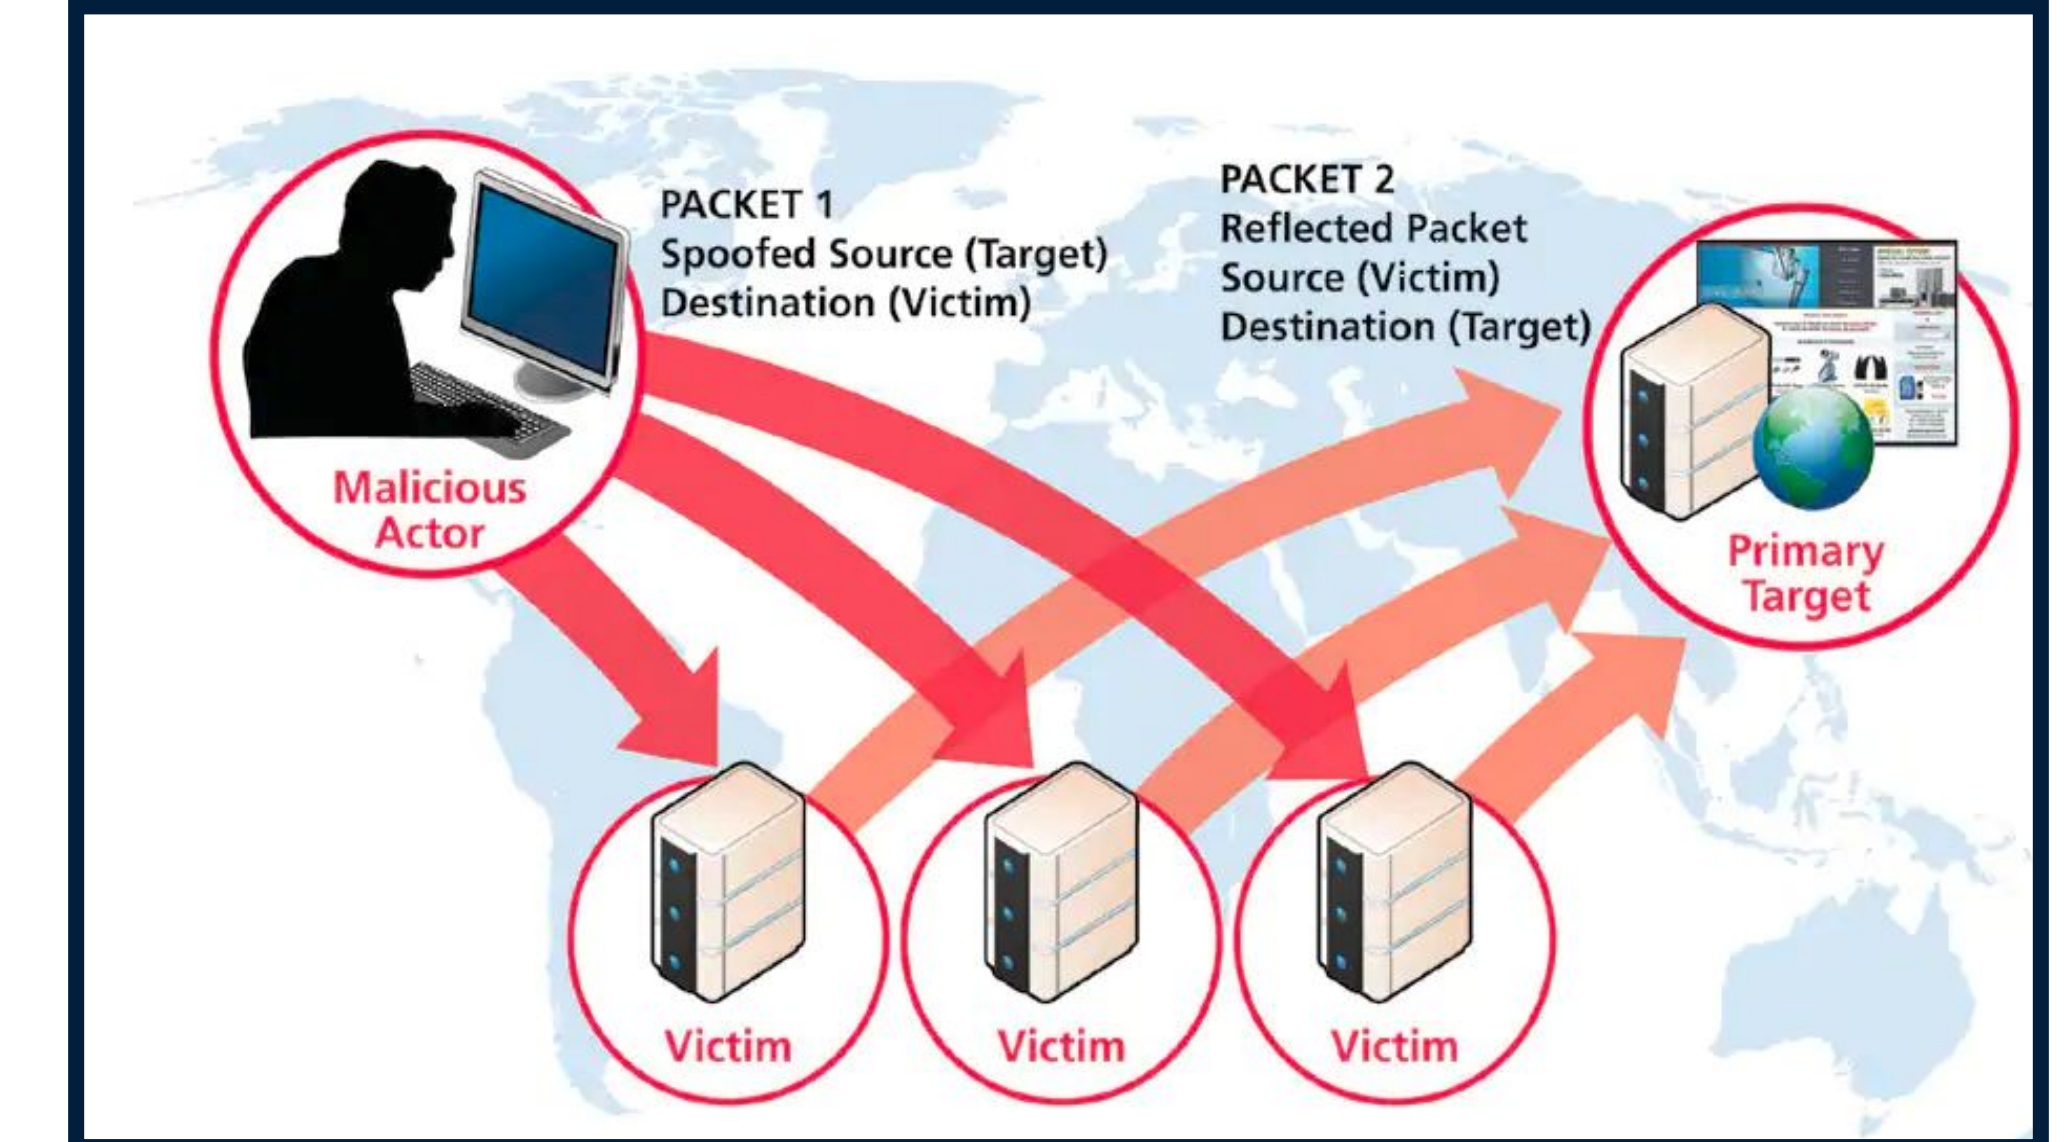 PACKET 1
Spoofed Source (Target)
Destination (Victim)
PACKET 2
Reflected Packet
Source (Victim)
Destination (Target)
Malicious
Actor
Primary
Target
Victim
Victim
Victim